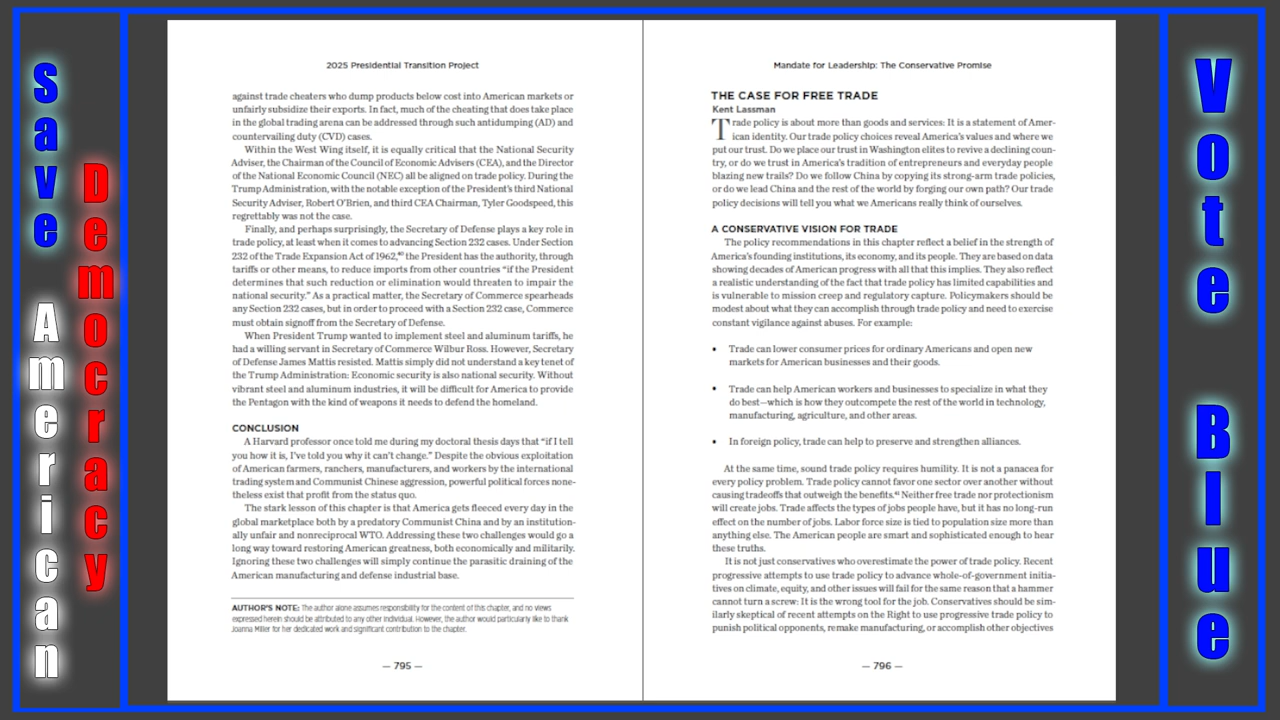 Save American
Democracy
2025 Presidential Transition Project
against trade cheaters who dump products below cost into American markets or
unfairly subsidize their exports. In fact, much of the cheating that does take place
in the global trading arena can be addressed through such antidumping (AD) and
countervailing duty (CVD) cases.
Within the West Wing itself, it is equally critical that the National Security
Adviser, the Chairman of the Council of Economic Advisers (CEA), and the Director
of the National Economic Council (NEC) all be aligned on trade policy. During the
Trump Administration, with the notable exception of the President's third National
Security Adviser, Robert O'Brien, and third CEA Chairman, Tyler Goodspeed, this
regrettably was not the case.
Finally, and perhaps surprisingly, the Secretary of Defense plays a key role in
trade policy, at least when it comes to advancing Section 232 cases. Under Section
232 of the Trade Expansion Act of 1962,⁴⁰ the President has the authority, through
tariffs or other means, to reduce imports from other countries "if the President
determines that such reduction or elimination would threaten to impair the
national security." As a practical matter, the Secretary of Commerce spearheads
any Section 232 cases, but in order to proceed with a Section 232 case, Commerce
must obtain signoff from the Secretary of Defense.
When President Trump wanted to implement steel and aluminum tariffs, he
had a willing servant in Secretary of Commerce Wilbur Ross. However, Secretary
of Defense James Mattis resisted. Mattis simply did not understand a key tenet of
the Trump Administration: Economic security is also national security. Without
vibrant steel and aluminum industries, it will be difficult for America to provide
the Pentagon with the kind of weapons it needs to defend the homeland.
CONCLUSION
A Harvard professor once told me during my doctoral thesis days that "if I tell
you how it is, I've told you why it can't change." Despite the obvious exploitation
of American farmers, ranchers, manufacturers, and workers by the international
trading system and Communist Chinese aggression, powerful political forces none-
theless exist that profit from the status quo.
The stark lesson of this chapter is that America gets fleeced every day in the
global marketplace both by a predatory Communist China and by an institution-
ally unfair and nonreciprocal WTO. Addressing these two challenges would go a
long way toward restoring American greatness, both economically and militarily.
Ignoring these two challenges will simply continue the parasitic draining of the
American manufacturing and defense industrial base.
AUTHOR'S NOTE: The author alone assumes responsibility for the content of this chapter, and no views
expressed herein should be attributed to any other individual. However, the author would particularly like to thank
Joanna Miller for her dedicated work and significant contribution to the chapter.
— 795 —
Mandate for Leadership: The Conservative Promise
THE CASE FOR FREE TRADE
Kent Lassman
Trade policy is about more than goods and services: It is a statement of Amer-
ican identity. Our trade policy choices reveal America's values and where we
put our trust. Do we place our trust in Washington elites to revive a declining coun-
try, or do we trust in America's tradition of entrepreneurs and everyday people
blazing new trails? Do we follow China by copying its strong-arm trade policies,
or do we lead China and the rest of the world by forging our own path? Our trade
policy decisions will tell you what we Americans really think of ourselves.
A CONSERVATIVE VISION FOR TRADE
The policy recommendations in this chapter reflect a belief in the strength of
America's founding institutions, its economy, and its people. They are based on data
showing decades of American progress with all that this implies. They also reflect
a realistic understanding of the fact that trade policy has limited capabilities and
is vulnerable to mission creep and regulatory capture. Policymakers should be
modest about what they can accomplish through trade policy and need to exercise
constant vigilance against abuses. For example:
• Trade can lower consumer prices for ordinary Americans and open new
markets for American businesses and their goods.
• Trade can help American workers and businesses to specialize in what they
do best—which is how they outcompete the rest of the world in technology,
manufacturing, agriculture, and other areas.
• In foreign policy, trade can help to preserve and strengthen alliances.
At the same time, sound trade policy requires humility. It is not a panacea for
every policy problem. Trade policy cannot favor one sector over another without
causing tradeoffs that outweigh the benefits.⁴¹ Neither free trade nor protectionism
will create jobs. Trade affects the types of jobs people have, but it has no long-run
effect on the number of jobs. Labor force size is tied to population size more than
anything else. The American people are smart and sophisticated enough to hear
these truths.
It is not just conservatives who overestimate the power of trade policy. Recent
progressive attempts to use trade policy to advance whole-of-government initia-
tives on climate, equity, and other issues will fail for the same reason that a hammer
cannot turn a screw: It is the wrong tool for the job. Conservatives should be sim-
ilarly skeptical of recent attempts on the Right to use progressive trade policy to
punish political opponents, remake manufacturing, or accomplish other objectives
— 796 —
Vote Blue